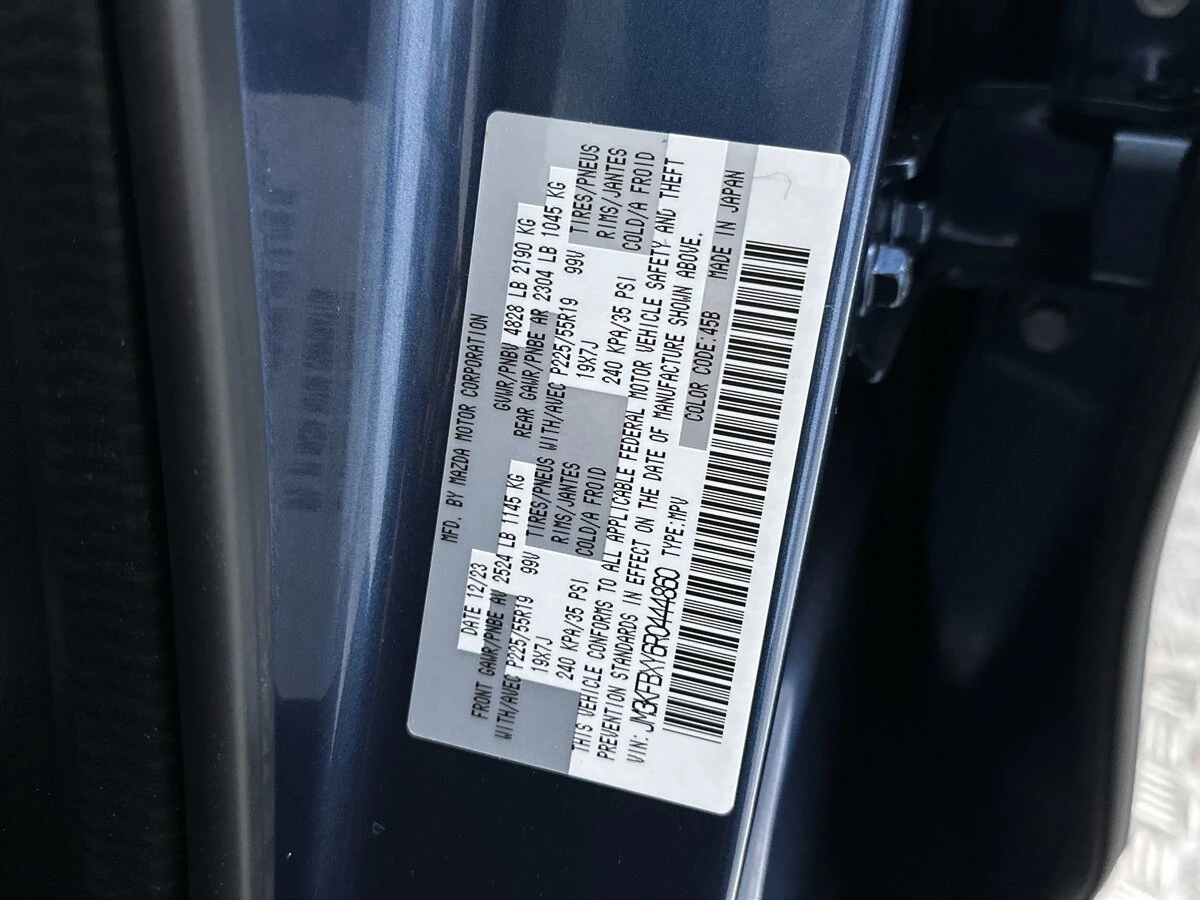 MFD. BY MAZDA MOTOR CORPORATION
DATE 12/23 GVWR/PNBV 4828 LB 2190 KG
FRONT GAWR/PNBE AV 2524 LB 1145 KG REAR GAWR/PNBE AR 2304 LB 1045 KG
WITH/AVEC P225/55R19 99V TIRES/PNEUS WITH/AVEC P225/55R19 99V TIRES/PNEUS
19X7J RIMS/JANTES 19X7J RIMS/JANTES
240 KPA/35 PSI COLD/A FROID 240 KPA/35 PSI COLD/A FROID
THIS VEHICLE CONFORMS TO ALL APPLICABLE FEDERAL MOTOR VEHICLE SAFETY AND THEFT
PREVENTION STANDARDS IN EFFECT ON THE DATE OF MANUFACTURE SHOWN ABOVE.
VIN: JM3KFBXY6R0444860 TYPE:MPV COLOR CODE:45B MADE IN JAPAN